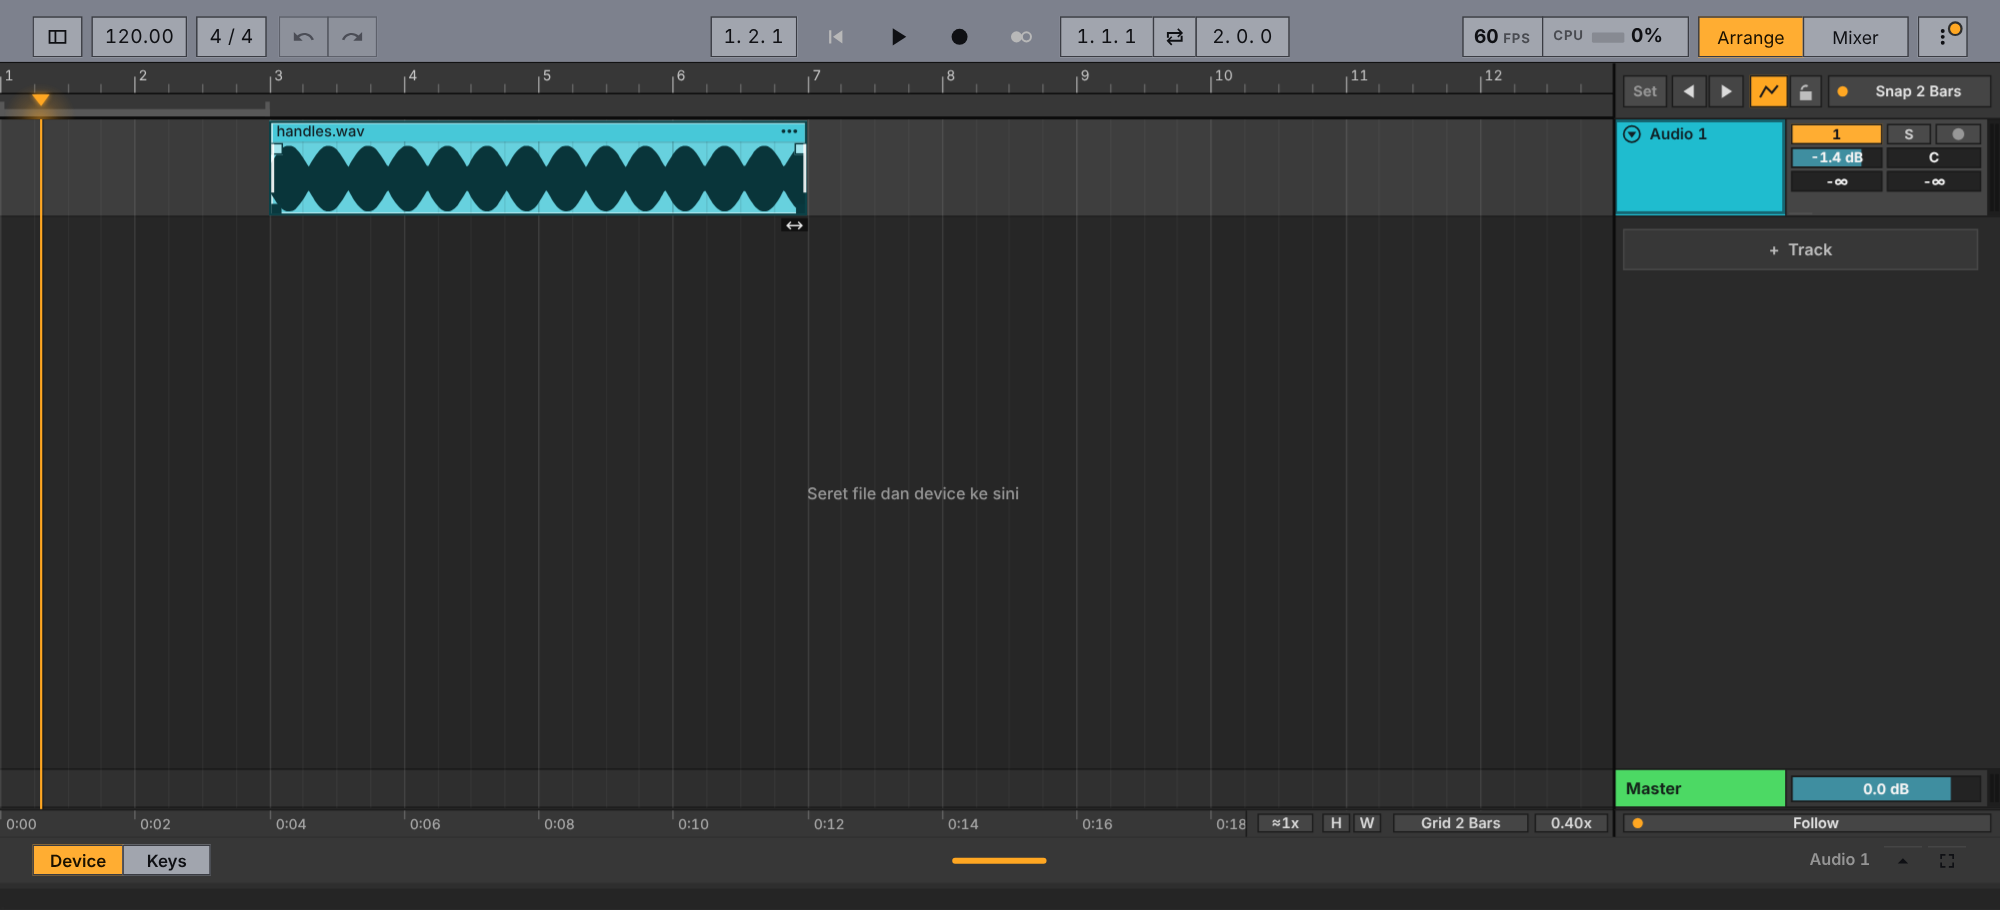 120.00 4 / 4 1. 2. 1 1. 1. 1 2. 0. 0 60 FPS CPU 0% Arrange Mixer
1 2 3 4 5 6 7 8 9 10 11 12
Set Snap 2 Bars
handles.wav
Audio 1 1 S
-1.4 dB C
-∞ -∞
+ Track
Seret file dan device ke sini
Master 0.0 dB
0:00 0:02 0:04 0:06 0:08 0:10 0:12 0:14 0:16 0:18 ≈1x H W Grid 2 Bars 0.40x Follow
Device Keys Audio 1